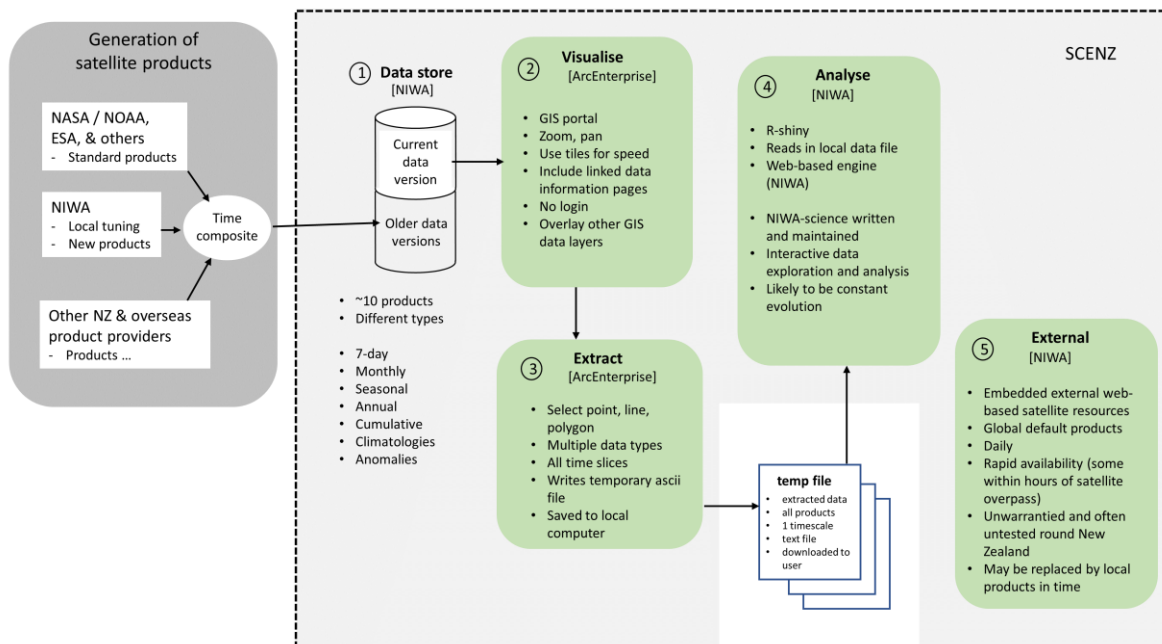 Generation of
satellite products
NASA / NOAA,
ESA, & others
- Standard products
NIWA
- Local tuning
- New products
Other NZ & overseas
product providers
- Products ...
Time
composite
SCENZ
1 Data store
[NIWA]
Current
data
version
Older data
versions
• ~10 products
• Different types
• 7-day
• Monthly
• Seasonal
• Annual
• Cumulative
• Climatologies
• Anomalies
2 Visualise
[ArcEnterprise]
• GIS portal
• Zoom, pan
• Use tiles for speed
• Include linked data
information pages
• No login
• Overlay other GIS
data layers
3 Extract
[ArcEnterprise]
• Select point, line,
polygon
• Multiple data types
• All time slices
• Writes temporary ascii
file
• Saved to local
computer
temp file
• extracted data
• all products
• 1 timescale
• text file
• downloaded to
user
4 Analyse
[NIWA]
• R-shiny
• Reads in local data file
• Web-based engine
(NIWA)
• NIWA-science written
and maintained
• Interactive data
exploration and analysis
• Likely to be constant
evolution
5 External
[NIWA]
• Embedded external web-
based satellite resources
• Global default products
• Daily
• Rapid availability (some
within hours of satellite
overpass)
• Unwarrantied and often
untested round New
Zealand
• May be replaced by local
products in time